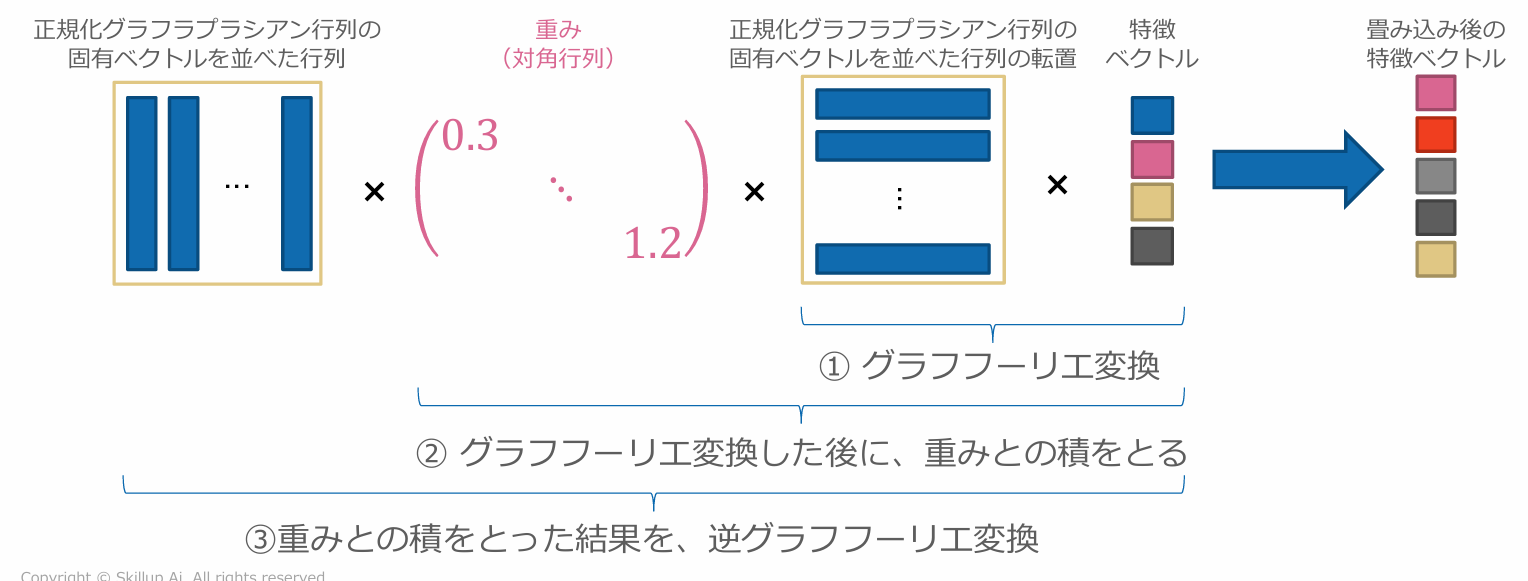 正規化グラフラプラシアン行列の
固有ベクトルを並べた行列
重み
（対角行列）
正規化グラフラプラシアン行列の
固有ベクトルを並べた行列の転置
特徴
ベクトル
畳み込み後の
特徴ベクトル
… × ( 0.3 ⋱ 1.2 ) × ⋮ ×
① グラフフーリエ変換
② グラフフーリエ変換した後に、重みとの積をとる
③重みとの積をとった結果を、逆グラフフーリエ変換
Copyright © Skillup Ai, All rights reserved